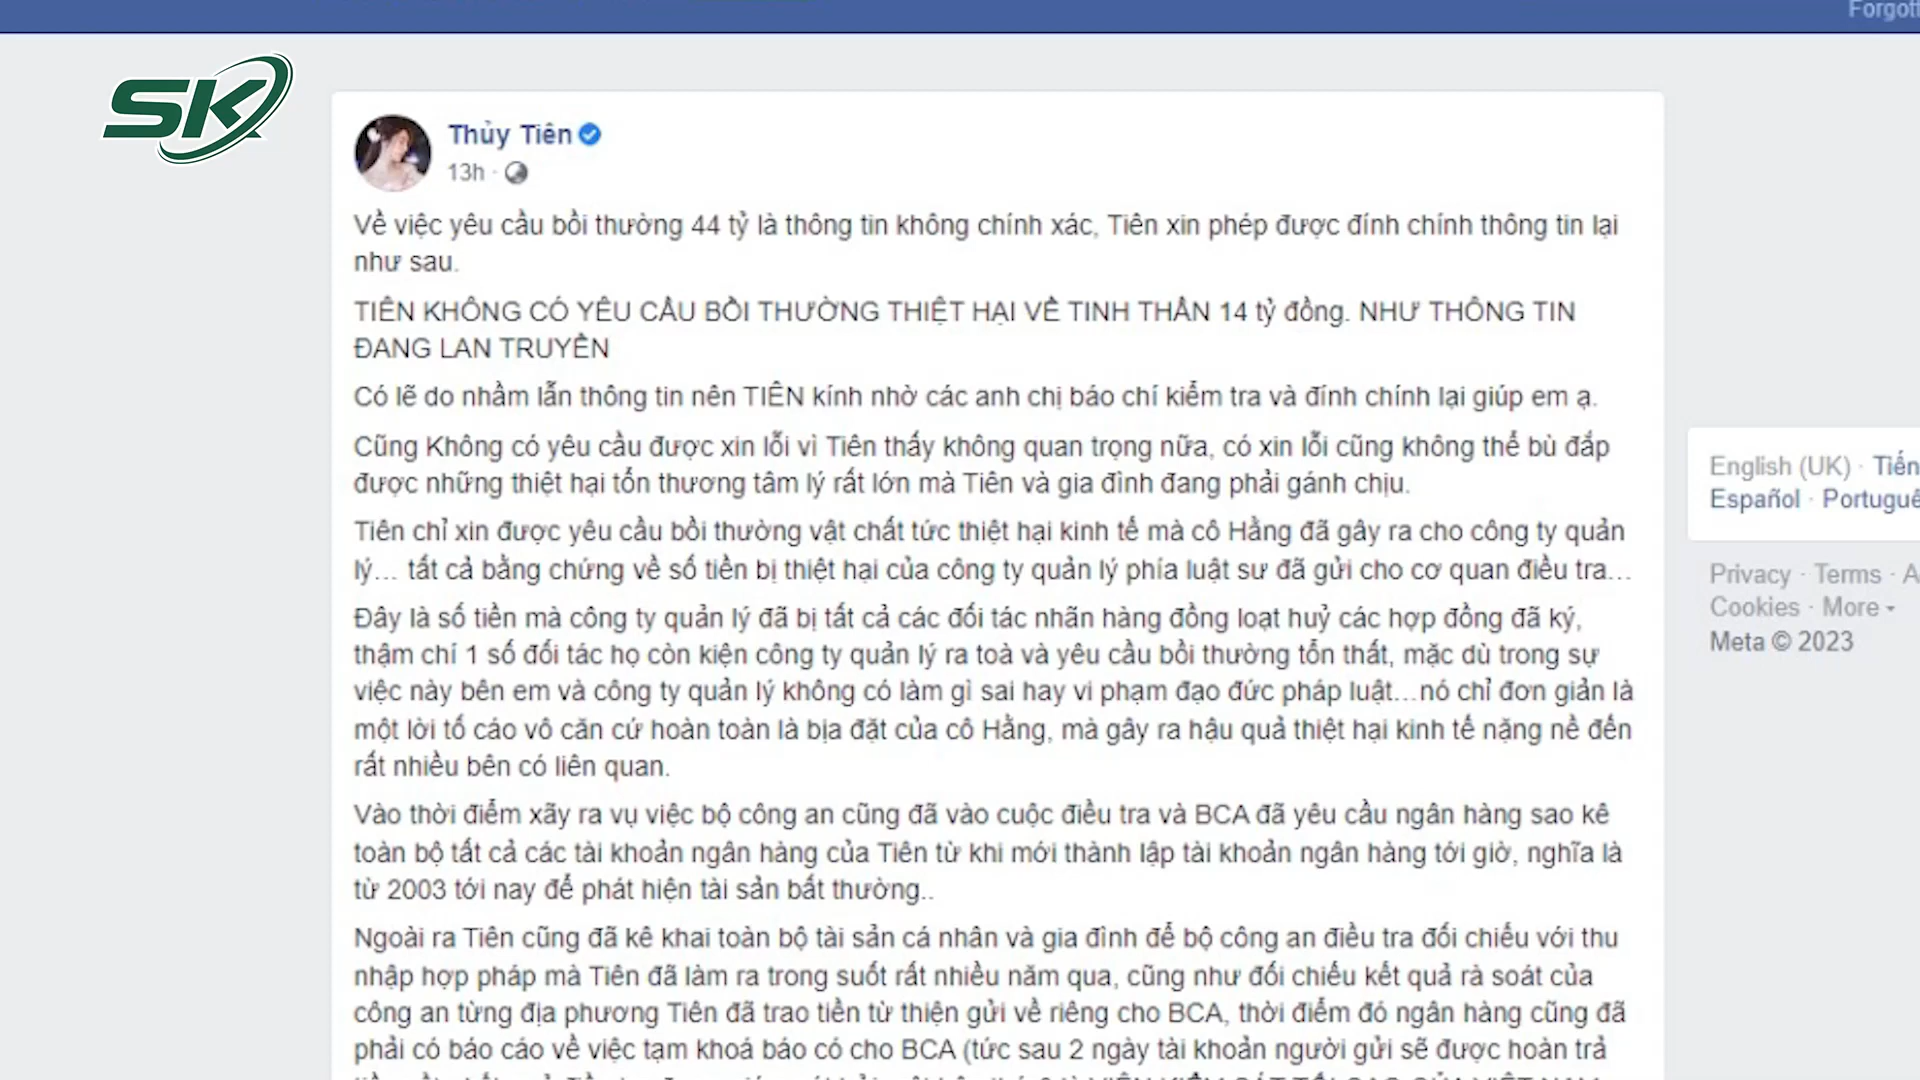 Forgott
SK
Thủy Tiên
13h ·
Về việc yêu cầu bồi thường 44 tỷ là thông tin không chính xác, Tiên xin phép được đính chính thông tin lại
như sau.
TIÊN KHÔNG CÓ YÊU CẦU BỒI THƯỜNG THIỆT HẠI VỀ TINH THẦN 14 tỷ đồng. NHƯ THÔNG TIN
ĐANG LAN TRUYỀN
Có lẽ do nhầm lẫn thông tin nên TIÊN kính nhờ các anh chị báo chí kiểm tra và đính chính lại giúp em ạ.
Cũng Không có yêu cầu được xin lỗi vì Tiên thấy không quan trọng nữa, có xin lỗi cũng không thể bù đắp
được những thiệt hại tổn thương tâm lý rất lớn mà Tiên và gia đình đang phải gánh chịu.
Tiên chỉ xin được yêu cầu bồi thường vật chất tức thiệt hại kinh tế mà cô Hằng đã gây ra cho công ty quản
lý… tất cả bằng chứng về số tiền bị thiệt hại của công ty quản lý phía luật sư đã gửi cho cơ quan điều tra…
Đây là số tiền mà công ty quản lý đã bị tất cả các đối tác nhãn hàng đồng loạt huỷ các hợp đồng đã ký,
thậm chí 1 số đối tác họ còn kiện công ty quản lý ra toà và yêu cầu bồi thường tổn thất, mặc dù trong sự
việc này bên em và công ty quản lý không có làm gì sai hay vi phạm đạo đức pháp luật…nó chỉ đơn giản là
một lời tố cáo vô căn cứ hoàn toàn là bịa đặt của cô Hằng, mà gây ra hậu quả thiệt hại kinh tế nặng nề đến
rất nhiều bên có liên quan.
Vào thời điểm xãy ra vụ việc bộ công an cũng đã vào cuộc điều tra và BCA đã yêu cầu ngân hàng sao kê
toàn bộ tất cả các tài khoản ngân hàng của Tiên từ khi mới thành lập tài khoản ngân hàng tới giờ, nghĩa là
từ 2003 tới nay để phát hiện tài sản bất thường..
Ngoài ra Tiên cũng đã kê khai toàn bộ tài sản cá nhân và gia đình để bộ công an điều tra đối chiếu với thu
nhập hợp pháp mà Tiên đã làm ra trong suốt rất nhiều năm qua, cũng như đối chiếu kết quả rà soát của
công an từng địa phương Tiên đã trao tiền từ thiện gửi về riêng cho BCA, thời điểm đó ngân hàng cũng đã
phải có báo cáo về việc tạm khoá báo có cho BCA (tức sau 2 ngày tài khoản người gửi sẽ được hoàn trả
English (UK) · Tiến
Español · Portuguê
Privacy · Terms · A
Cookies · More
Meta © 2023